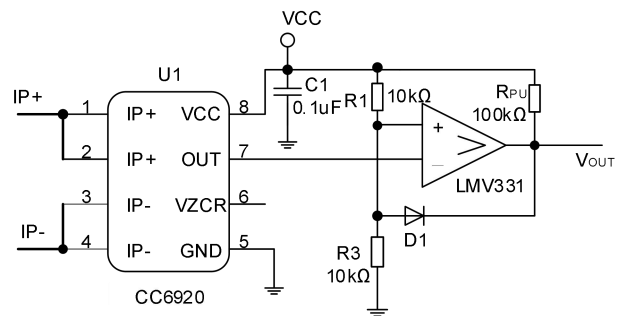 VCC
U1
C1
0.1uF
R1
10kΩ
RPU
100kΩ
IP+
1
IP+
VCC
8
2
IP+
OUT
7
+
−
LMV331
VOUT
3
IP-
VZCR
6
IP-
4
IP-
GND
5
D1
R3
10kΩ
CC6920